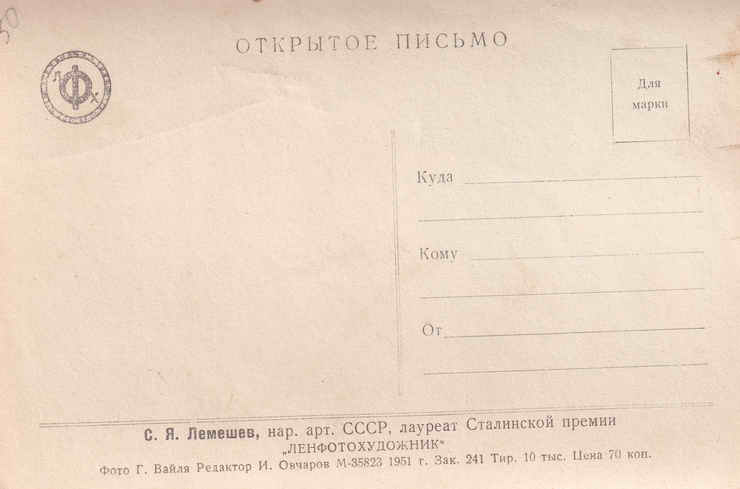 50
ОТКРЫТОЕ ПИСЬМО
Л Ф Х
Для
марки
Куда
Кому
От
С. Я. Лемешев, нар. арт. СССР, лауреат Сталинской премии
„ЛЕНФОТОХУДОЖНИК“
Фото Г. Вайля Редактор И. Овчаров М-35823 1951 г. Зак. 241 Тир. 10 тыс. Цена 70 коп.